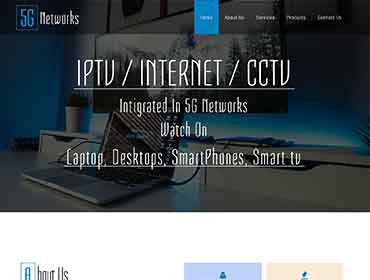 5G Networks
Home About Us Services Products Contact Us
IPTV / INTERNET / CCTV
Intigrated In 5G Networks
Watch On
Laptop, Desktops, SmartPhones, Smart tv
About Us